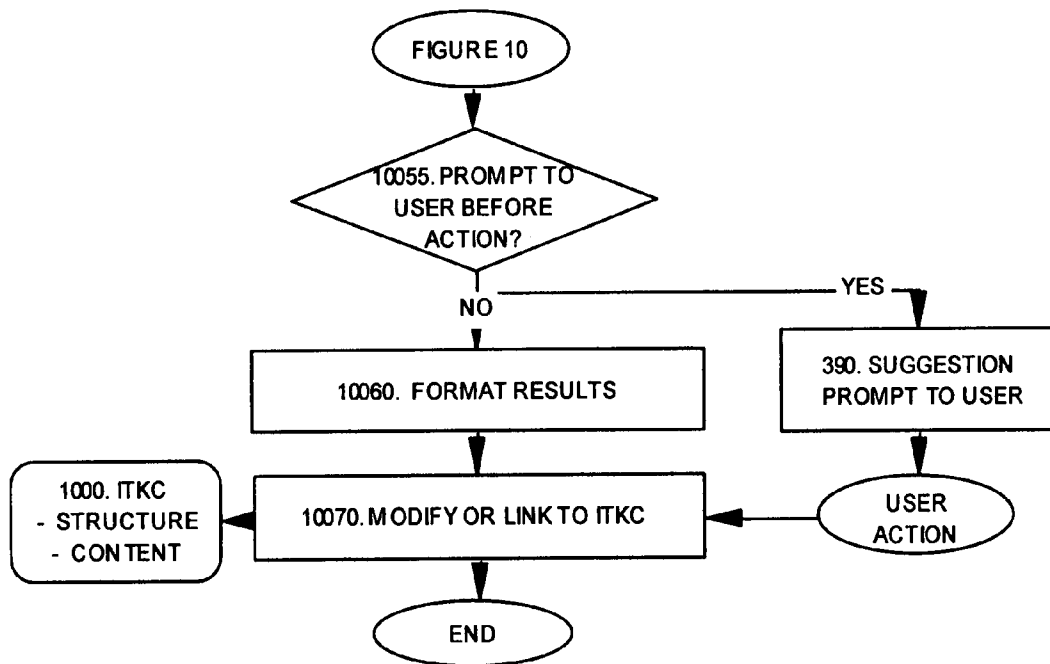 FIGURE 10
10055. PROMPT TO
USER BEFORE
ACTION?
NO
YES
10060. FORMAT RESULTS
390. SUGGESTION
PROMPT TO USER
1000. ITKC
- STRUCTURE
- CONTENT
10070. MODIFY OR LINK TO ITKC
USER
ACTION
END